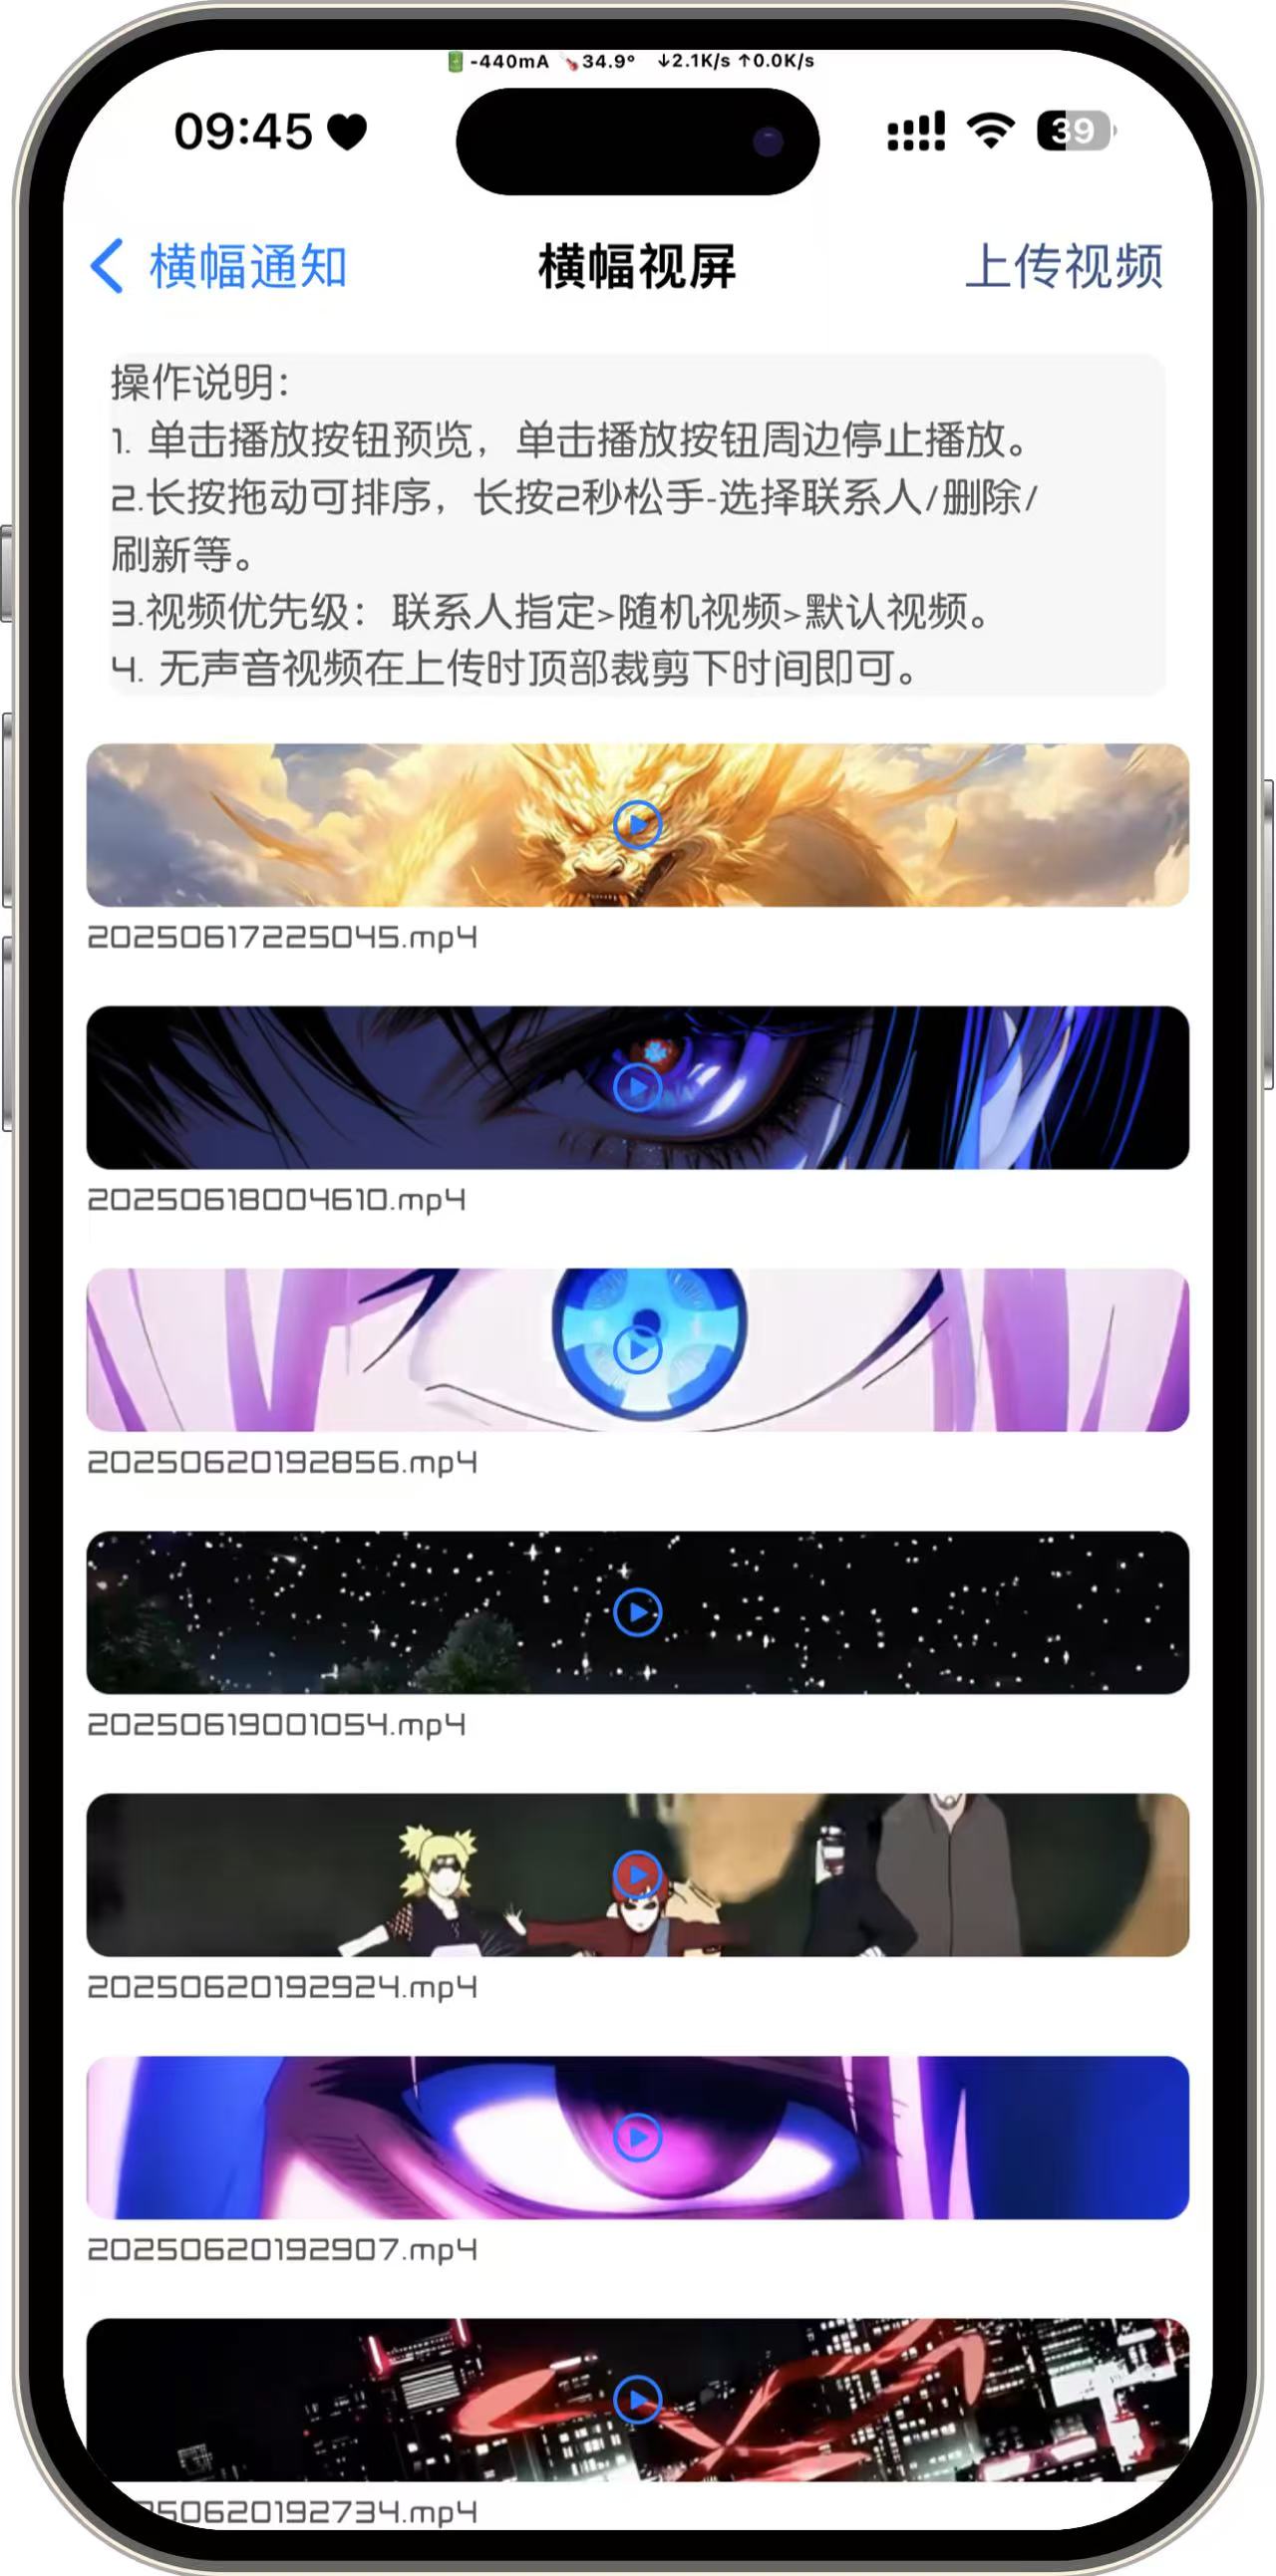 -440mA 34.9° ↓2.1K/s ↑0.0K/s
09:45 39
横幅通知 横幅视屏 上传视频
操作说明：
1. 单击播放按钮预览，单击播放按钮周边停止播放。
2.长按拖动可排序，长按2秒松手-选择联系人/删除/
刷新等。
3.视频优先级：联系人指定>随机视频>默认视频。
4. 无声音视频在上传时顶部裁剪下时间即可。
20250617225045.mp4
20250618004610.mp4
20250620192856.mp4
20250619001054.mp4
20250620192924.mp4
20250620192907.mp4
50620192734.mp4